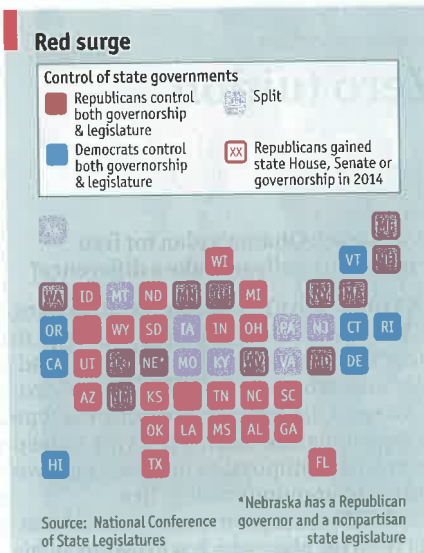 Red surge
Control of state governments
Republicans control
both governorship
& legislature
Split
Democrats control
both governorship
& legislature
XX
Republicans gained
state House, Senate or
governorship in 2014
WI VT
WA ID MT ND MI
OR WY SD IA IN OH PA NJ CT RI
CA UT NE* MO KY WV VA DE
AZ NM KS TN NC SC
OK LA MS AL GA
HI TX FL
*Nebraska has a Republican
governor and a nonpartisan
state legislature
Source: National Conference
of State Legislatures